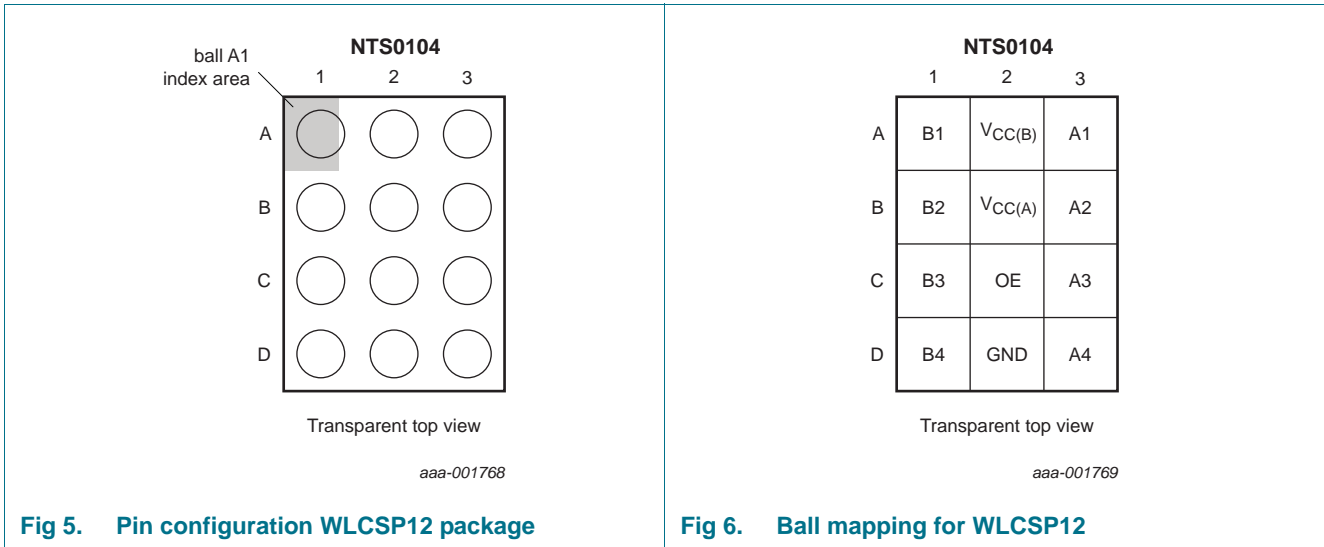 NTS0104
ball A1
index area
1 2 3
A
B
C
D
Transparent top view
aaa-001768
Fig 5. Pin configuration WLCSP12 package
NTS0104
1 2 3
A B1 VCC(B) A1
B B2 VCC(A) A2
C B3 OE A3
D B4 GND A4
Transparent top view
aaa-001769
Fig 6. Ball mapping for WLCSP12